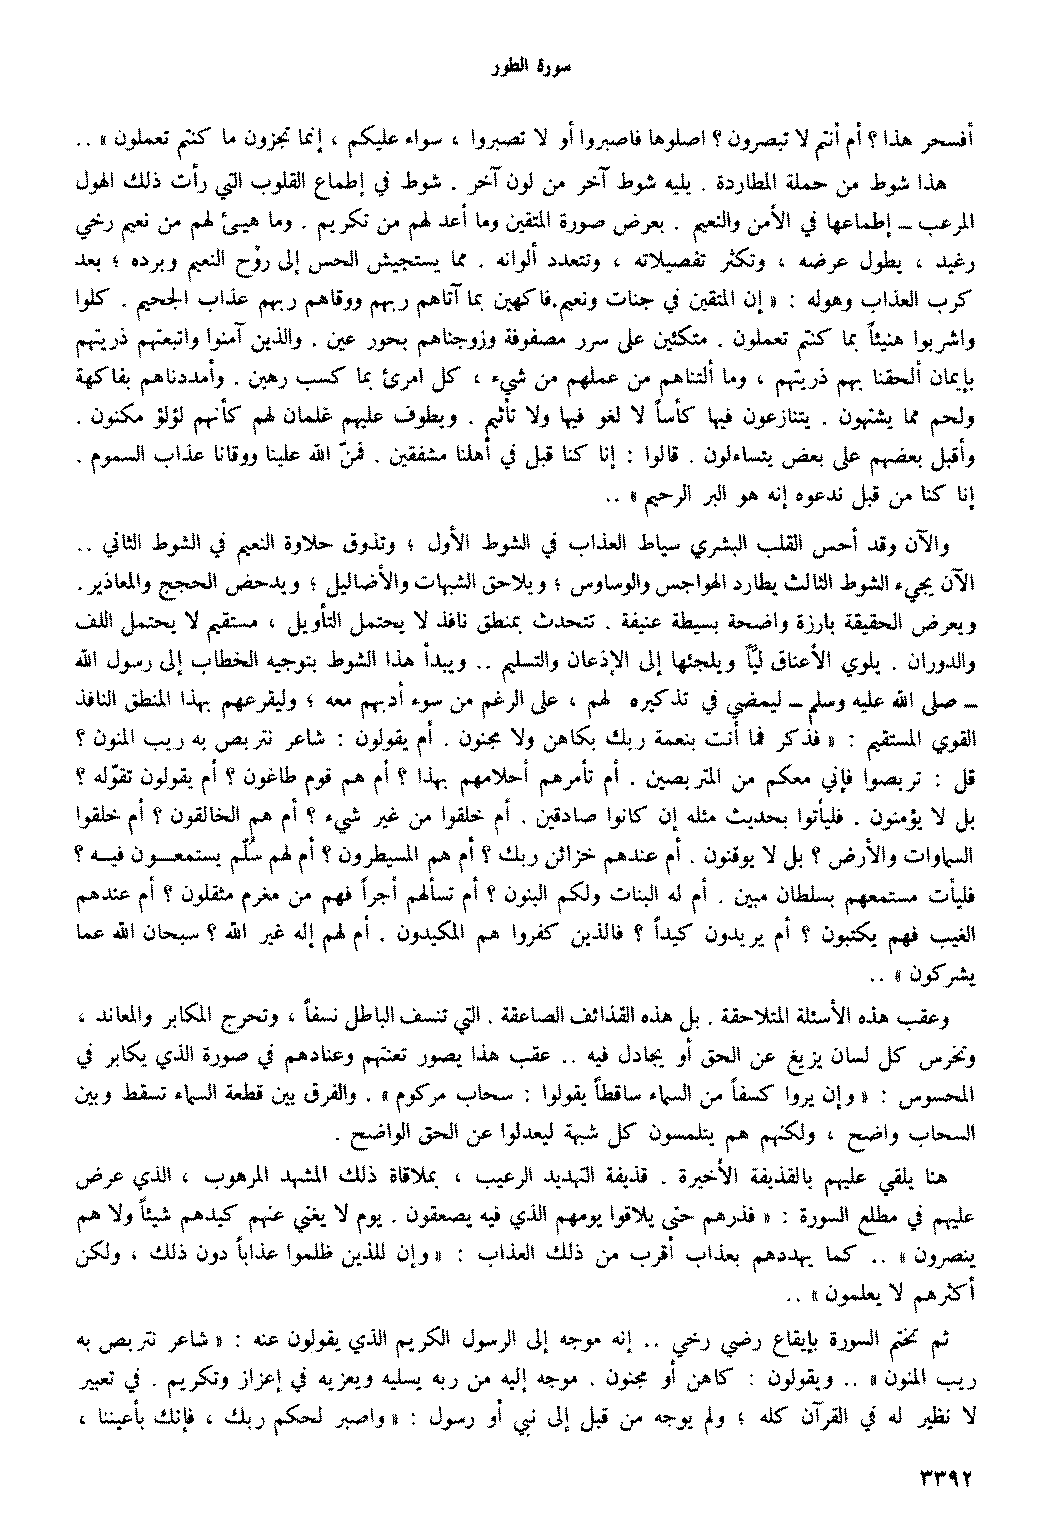 سورة الطور
أفسحر هذا ؟ أم أنتم لا تبصرون ؟ اصلوها فاصبروا أو لا تصبروا ، سواء عليكم ، إنما تجزون ما كنتم تعملون » ..
هذا شوط من حملة المطاردة . يليه شوط آخر من لون آخر . شوط في إطماع القلوب التي رأت ذلك الهول
المرعب – إطماعها في الأمن والنعيم . بعرض صورة المتقين وما أعد لهم من تكريم . وما هيئ لهم من نعيم رخي
رغيد ، يطول عرضه ، وتكثر تفصيلاته ، وتتعدد ألوانه . مما يستجيش الحس إلى روْح النعيم وبرده ؛ بعد
كرب العذاب وهوله : « إن المتقين في جنات ونعيم.فاكهين بما آتاهم ربهم ووقاهم ربهم عذاب الجحيم . كلوا
واشربوا هنيئاً بما كنتم تعملون . متكئين على سرر مصفوفة وزوجناهم بحور عين . والذين آمنوا واتبعتهم ذريتهم
بإيمان ألحقنا بهم ذريتهم ، وما ألتناهم من عملهم من شيء ، كل امرئ بما كسب رهين . وأمددناهم بفاكهة
ولحم مما يشتهون . يتنازعون فيها كأساً لا لغو فيها ولا تأثيم . ويطوف عليهم غلمان لهم كأنهم لؤلؤ مكنون .
وأقبل بعضهم على بعض يتساءلون . قالوا : إنا كنا قبل في أهلنا مشفقين . فمنّ الله علينا ووقانا عذاب السموم .
إنا كنا من قبل ندعوه إنه هو البر الرحيم » ..
والآن وقد أحس القلب البشري سياط العذاب في الشوط الأول ؛ وتذوق حلاوة النعيم في الشوط الثاني ..
الآن يجيء الشوط الثالث يطارد الهواجس والوساوس ؛ ويلاحق الشبهات والأضاليل ؛ ويدحض الحجج والمعاذير .
ويعرض الحقيقة بارزة واضحة بسيطة عنيفة . تتحدث بمنطق نافذ لا يحتمل التأويل ، مستقيم لا يحتمل اللف
والدوران . يلوي الأعناق ليًّا ويلجئها إلى الإذعان والتسليم .. ويبدأ هذا الشوط بتوجيه الخطاب إلى رسول الله
– صلى الله عليه وسلم – ليمضي في تذكيره لهم ، على الرغم من سوء أدبهم معه ؛ وليقرعهم بهذا المنطق النافذ
القوي المستقيم : « فذكر فما أنت بنعمة ربك بكاهن ولا مجنون . أم يقولون : شاعر نتربص به ريب المنون ؟
قل : تربصوا فإني معكم من المتربصين . أم تأمرهم أحلامهم بهذا ؟ أم هم قوم طاغون ؟ أم يقولون تقوّله ؟
بل لا يؤمنون . فليأتوا بحديث مثله إن كانوا صادقين . أم خلقوا من غير شيء ؟ أم هم الخالقون ؟ أم خلقوا
السماوات والأرض ؟ بل لا يوقنون . أم عندهم خزائن ربك ؟ أم هم المسيطرون ؟ أم لهم سُلّم يستمعـــون فيـــه ؟
فليأت مستمعهم بسلطان مبين . أم له البنات ولكم البنون ؟ أم تسألهم أجراً فهم من مغرم مثقلون ؟ أم عندهم
الغيب فهم يكتبون ؟ أم يريدون كيداً ؟ فالذين كفروا هم المكيدون . أم لهم إله غير الله ؟ سبحان الله عما
يشركون » ..
وعقب هذه الأسئلة المتلاحقة . بل هذه القذائف الصاعقة . التي تنسف الباطل نسفاً ، وتحرج المكابر والمعاند ،
وتخرس كل لسان يزيغ عن الحق أو يجادل فيه .. عقب هذا يصور تعنتهم وعنادهم في صورة الذي يكابر في
المحسوس : « وإن يروا كسفاً من السماء ساقطاً يقولوا : سحاب مركوم » . والفرق بين قطعة السماء تسقط وبين
السحاب واضح ، ولكنهم هم يتلمسون كل شبهة ليعدلوا عن الحق الواضح .
هنا يلقي عليهم بالقذيفة الأخيرة . قذيفة التهديد الرعيب ، بملاقاة ذلك المشهد المرهوب ، الذي عرض
عليهم في مطلع السورة : « فذرهم حتى يلاقوا يومهم الذي فيه يصعقون . يوم لا يغني عنهم كيدهم شيئاً ولا هم
ينصرون » .. كما يهددهم بعذاب أقرب من ذلك العذاب : « وإن للذين ظلموا عذاباً دون ذلك ، ولكن
أكثرهم لا يعلمون » ..
ثم تختم السورة بإيقاع رضي رخي .. إنه موجه إلى الرسول الكريم الذي يقولون عنه : « شاعر نتربص به
ريب المنون » .. ويقولون : كاهن أو مجنون . موجه إليه من ربه يسليه ويعزيه في إعزاز وتكريم . في تعبير
لا نظير له في القرآن كله ؛ ولم يوجه من قبل إلى نبي أو رسول : « واصبر لحكم ربك ، فإنك بأعيننا ،
٣٣٩٢